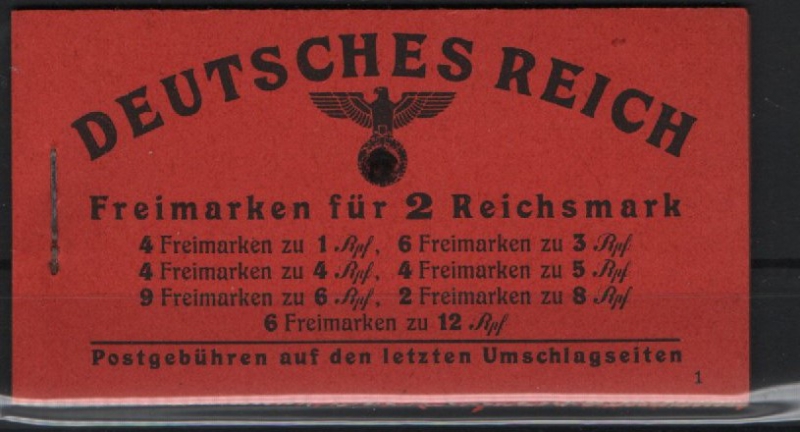 DEUTSCHES REICH
Freimarken für 2 Reichsmark
4 Freimarken zu 1 Rpf, 6 Freimarken zu 3 Rpf
4 Freimarken zu 4 Rpf, 4 Freimarken zu 5 Rpf
9 Freimarken zu 6 Rpf, 2 Freimarken zu 8 Rpf
6 Freimarken zu 12 Rpf
Postgebühren auf den letzten Umschlagseiten
1